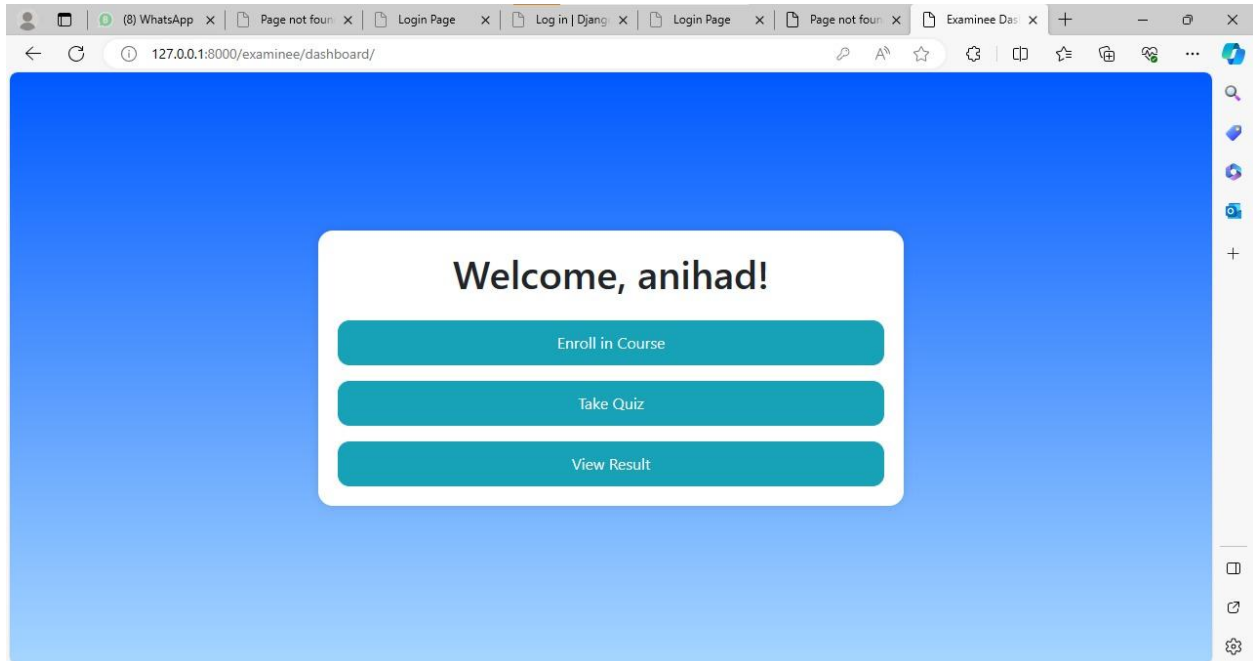 (8) WhatsApp
Page not foun
Login Page
Log in | Djang
Login Page
Page not foun
Examinee Das
127.0.0.1:8000/examinee/dashboard/
Welcome, anihad!
Enroll in Course
Take Quiz
View Result